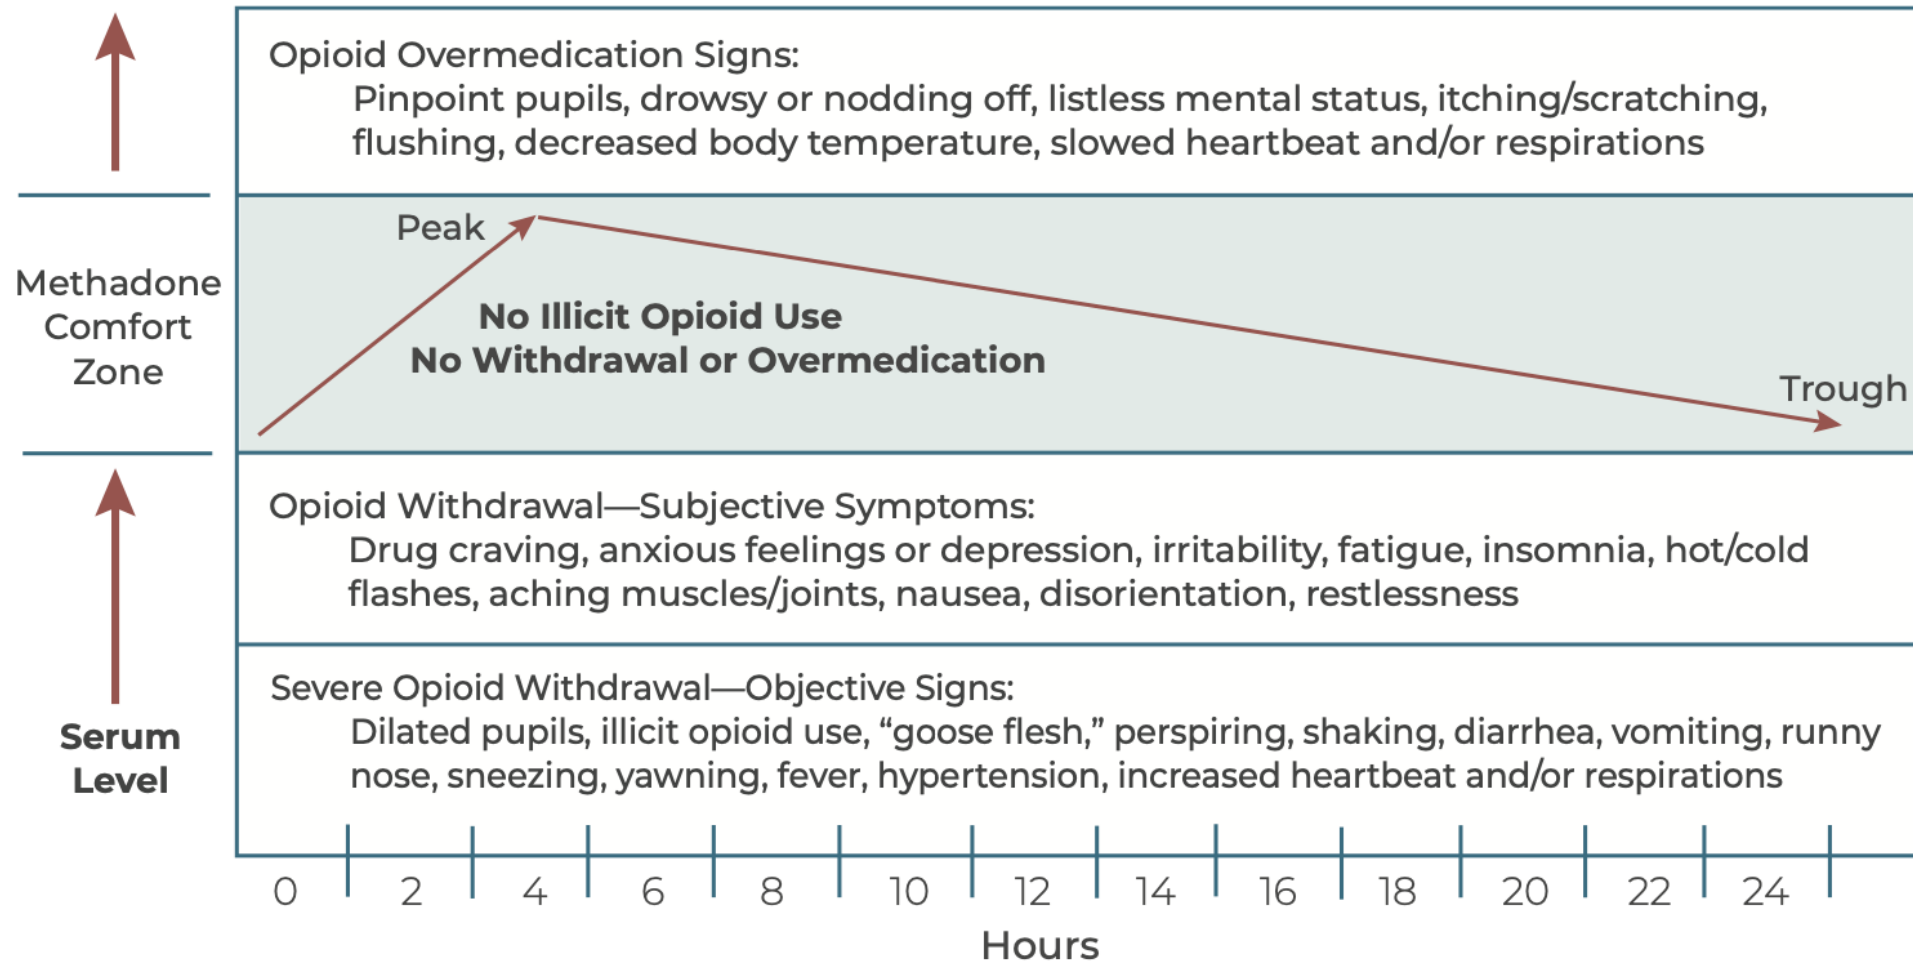 Opioid Overmedication Signs:
Pinpoint pupils, drowsy or nodding off, listless mental status, itching/scratching,
flushing, decreased body temperature, slowed heartbeat and/or respirations
Methadone
Comfort
Zone
Peak
No Illicit Opioid Use
No Withdrawal or Overmedication
Trough
Opioid Withdrawal—Subjective Symptoms:
Drug craving, anxious feelings or depression, irritability, fatigue, insomnia, hot/cold
flashes, aching muscles/joints, nausea, disorientation, restlessness
Severe Opioid Withdrawal—Objective Signs:
Dilated pupils, illicit opioid use, “goose flesh,” perspiring, shaking, diarrhea, vomiting, runny
nose, sneezing, yawning, fever, hypertension, increased heartbeat and/or respirations
Serum
Level
0 2 4 6 8 10 12 14 16 18 20 22 24
Hours